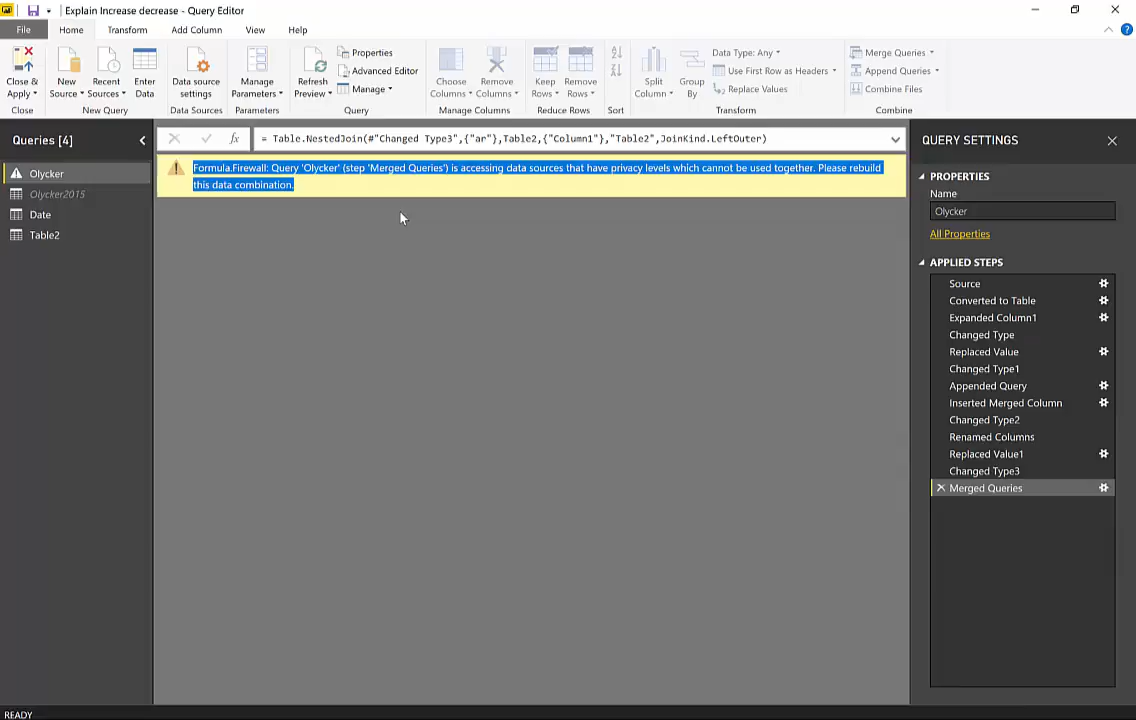 Explain Increase decrease - Query Editor
File Home Transform Add Column View Help
Close & Apply
New Source
Recent Sources
Enter Data
Data source settings
Manage Parameters
Refresh Preview
Properties
Advanced Editor
Manage
Choose Columns
Remove Columns
Keep Rows
Remove Rows
Split Column
Group By
Data Type: Any
Use First Row as Headers
Replace Values
Merge Queries
Append Queries
Combine Files
Close New Query Data Sources Parameters Query Manage Columns Reduce Rows Sort Transform Combine
Queries [4]
Olycker
Olycker2015
Date
Table2
fx = Table.NestedJoin(#"Changed Type3",{"ar"},Table2,{"Column1"},"Table2",JoinKind.LeftOuter)
Formula.Firewall: Query 'Olycker' (step 'Merged Queries') is accessing data sources that have privacy levels which cannot be used together. Please rebuild
this data combination.
QUERY SETTINGS
PROPERTIES
Name
Olycker
All Properties
APPLIED STEPS
Source
Converted to Table
Expanded Column1
Changed Type
Replaced Value
Changed Type1
Appended Query
Inserted Merged Column
Changed Type2
Renamed Columns
Replaced Value1
Changed Type3
Merged Queries
READY